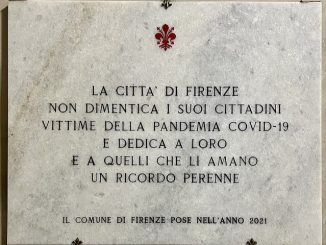 LA CITTA' DI FIRENZE
NON DIMENTICA I SUOI CITTADINI
VITTIME DELLA PANDEMIA COVID-19
E DEDICA A LORO
E A QUELLI CHE LI AMANO
UN RICORDO PERENNE
IL COMUNE DI FIRENZE POSE NELL'ANNO 2021